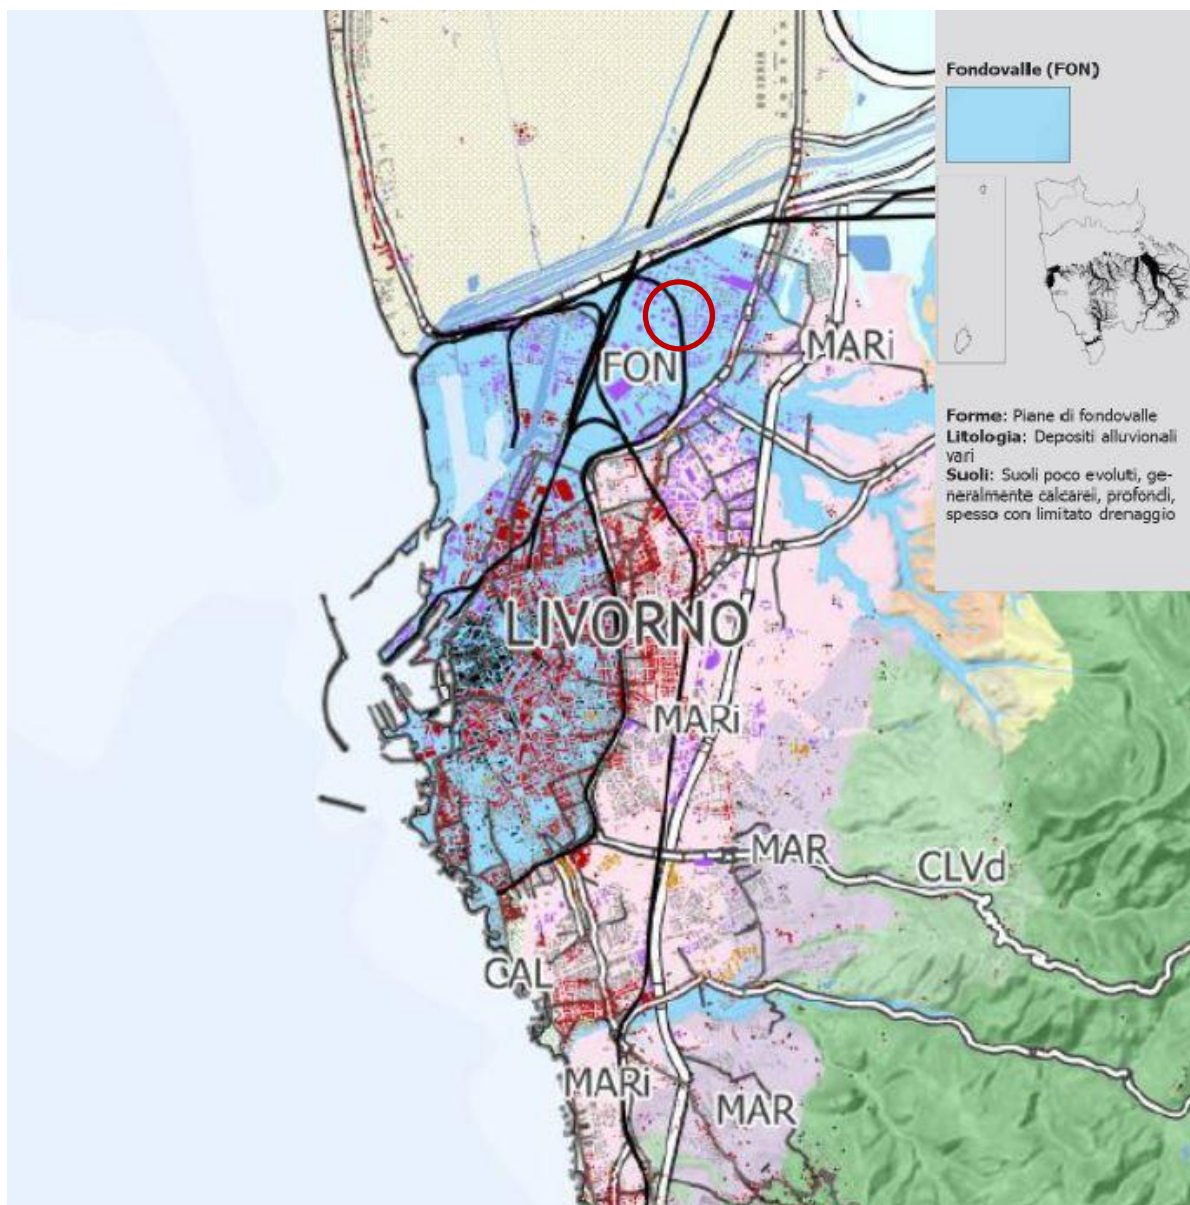 Fondovalle (FON)
MARi
FON
Forme: Piane di fondovalle
Litologia: Depositi alluvionali
vari
Suoli: Suoli poco evoluti, ge-
neralmente calcarei, profondi,
spesso con limitato drenaggio
LIVORNO
MARi
MAR
CLVd
CAL
MARi
MAR